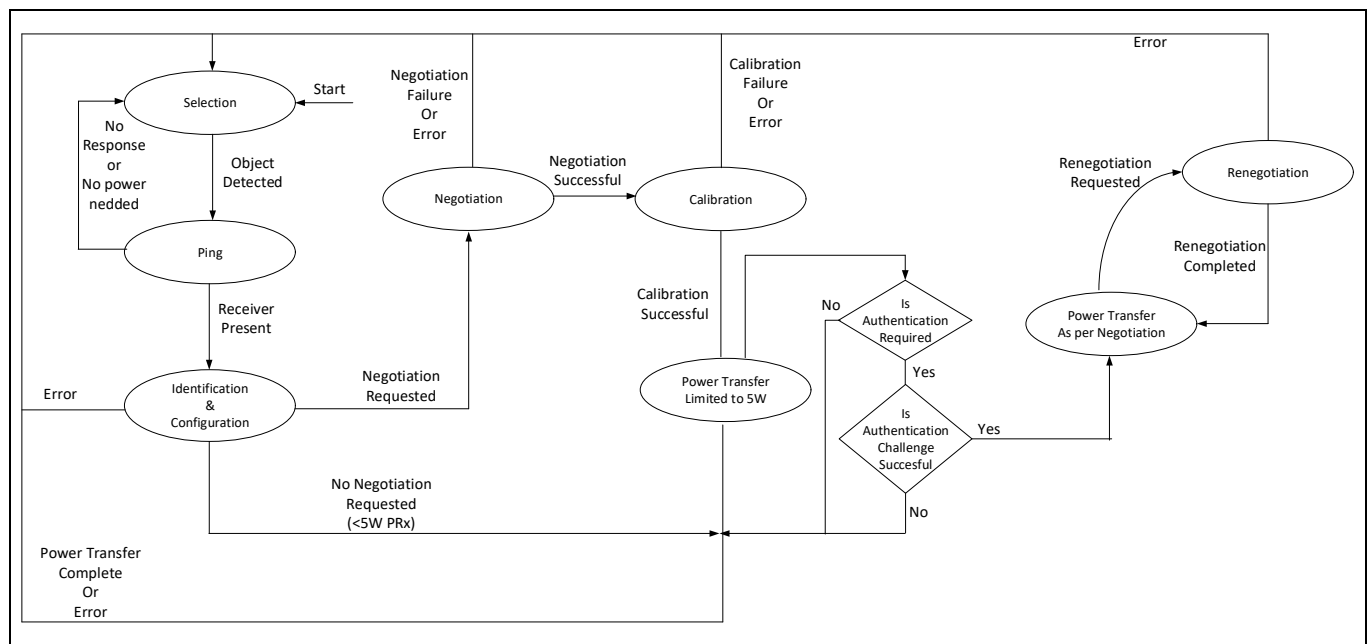 Error
Start
Selection
Negotiation
Failure
Or
Error
Calibration
Failure
Or
Error
No
Response
or
No power
nedded
Object
Detected
Negotiation
Successful
Renegotiation
Requested
Renegotiation
Negotiation
Calibration
Ping
Renegotiation
Completed
Receiver
Present
Calibration
Successful
No
Is
Authentication
Required
Power Transfer
As per Negotiation
Yes
Error
Identification
&
Configuration
Negotiation
Requested
Power Transfer
Limited to 5W
Is
Authentication
Challenge
Succesful
Yes
No
No Negotiation
Requested
(<5W PRx)
Power Transfer
Complete
Or
Error